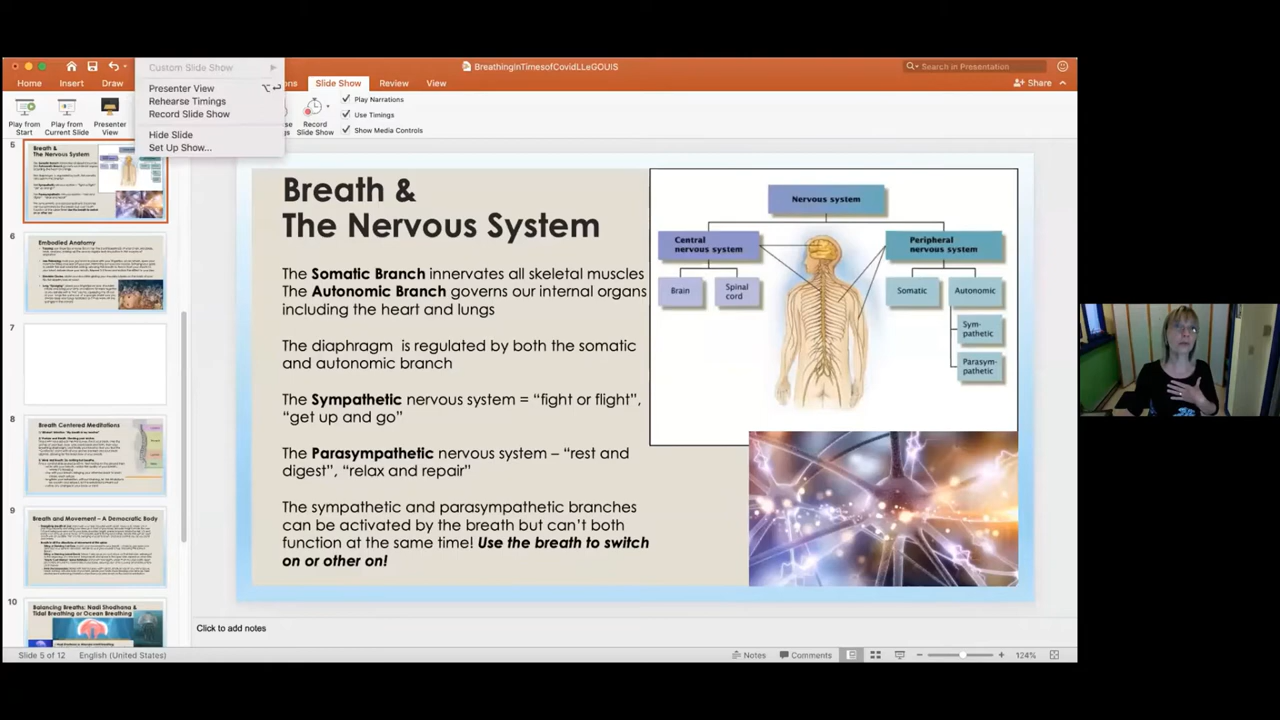 BreathingInTimesofCovidLLeGOUIS
Search in Presentation
Home
Insert
Draw
ons
Slide Show
Review
View
Share
Custom Slide Show
Presenter View
Rehearse Timings
Record Slide Show
Hide Slide
Set Up Show...
Play from
Start
Play from
Current Slide
Presenter
View
Record
Slide Show
Play Narrations
Use Timings
Show Media Controls
5
Breath &
The Nervous System
6
Embodied Anatomy
7
8
Breath Centered Meditations
9
Breath and Movement – A Democratic Body
10
Balancing Breaths: Nadi Shodhana &
Tidal Breathing or Ocean Breathing
Breath &
The Nervous System
The Somatic Branch innervates all skeletal muscles
The Autonomic Branch governs our internal organs
including the heart and lungs
The diaphragm  is regulated by both the somatic
and autonomic branch
The Sympathetic nervous system = “fight or flight”,
“get up and go”
The Parasympathetic nervous system – “rest and
digest”, “relax and repair”
The sympathetic and parasympathetic branches
can be activated by the breath but can’t both
function at the same time! Use the breath to switch
on or other on!
Nervous system
Central
nervous system
Peripheral
nervous system
Brain
Spinal
cord
Somatic
Autonomic
Sym-
pathetic
Parasym-
pathetic
Click to add notes
Slide 5 of 12
English (United States)
Notes
Comments
124%